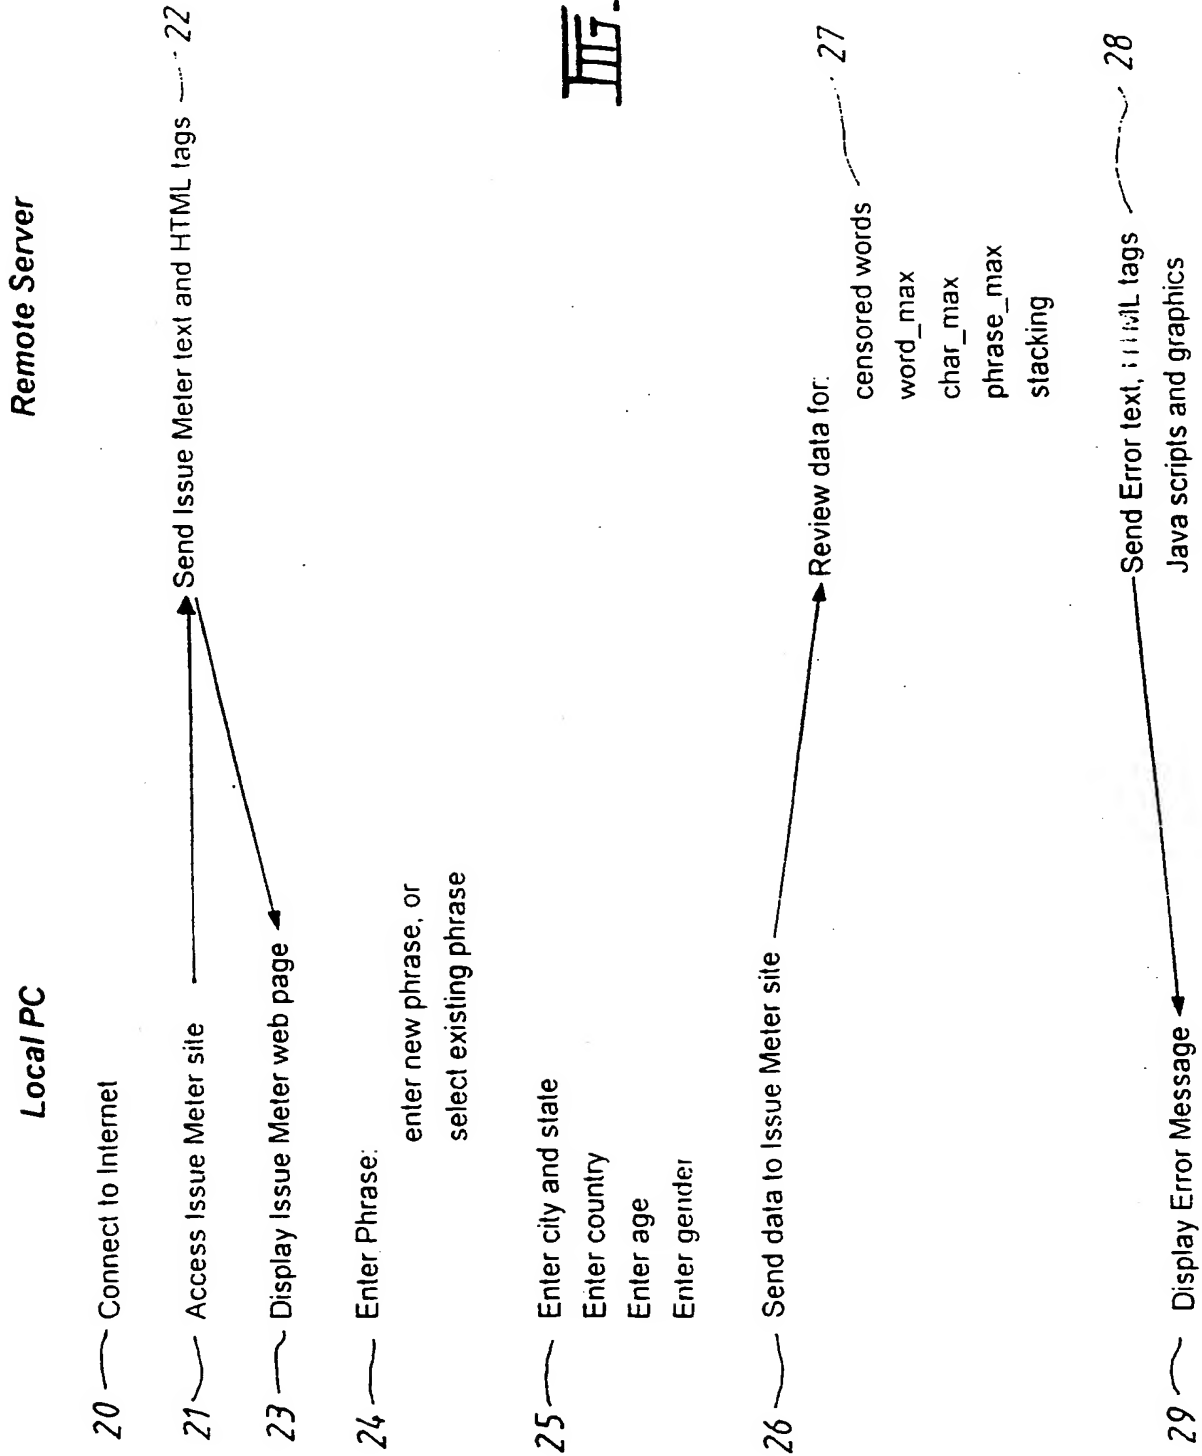 Local PC
Remote Server
20 Connect to Internet
21 Access Issue Meter site
Send Issue Meter text and HTML tags 22
23 Display Issue Meter web page
24 Enter Phrase:
enter new phrase, or
select existing phrase
25 Enter city and state
Enter country
Enter age
Enter gender
26 Send data to Issue Meter site
Review data for:
censored words 27
word_max
char_max
phrase_max
stacking
Send Error text, HTML tags 28
Java scripts and graphics
29 Display Error Message
FIG.